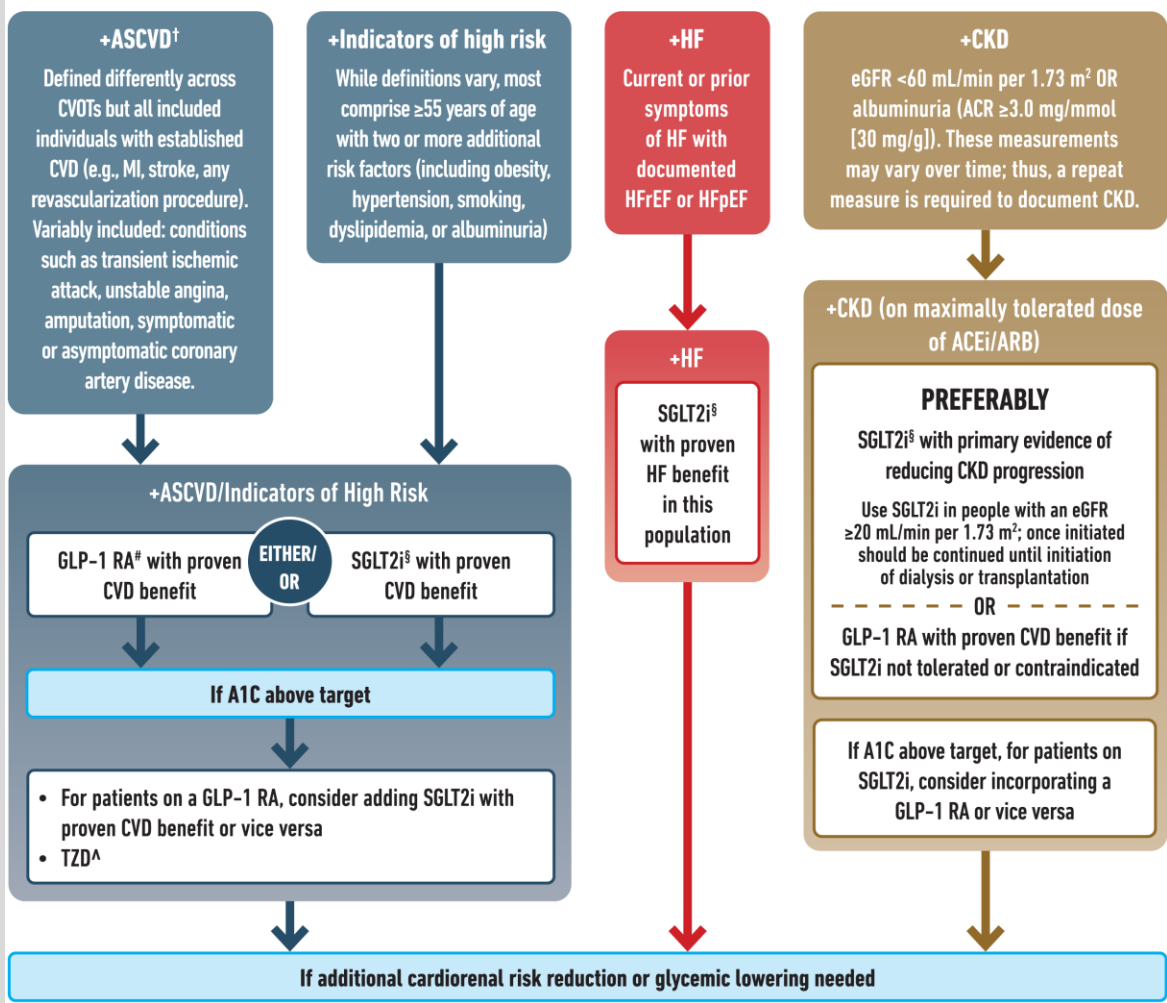 +ASCVD†
Defined differently across
CVOTs but all included
individuals with established
CVD (e.g., MI, stroke, any
revascularization procedure).
Variably included: conditions
such as transient ischemic
attack, unstable angina,
amputation, symptomatic
or asymptomatic coronary
artery disease.
+Indicators of high risk
While definitions vary, most
comprise ≥55 years of age
with two or more additional
risk factors (including obesity,
hypertension, smoking,
dyslipidemia, or albuminuria)
+HF
Current or prior
symptoms
of HF with
documented
HFrEF or HFpEF
+CKD
eGFR <60 mL/min per 1.73 m² OR
albuminuria (ACR ≥3.0 mg/mmol
[30 mg/g]). These measurements
may vary over time; thus, a repeat
measure is required to document CKD.
+ASCVD/Indicators of High Risk
GLP-1 RA# with proven
CVD benefit
EITHER/
OR
SGLT2i§ with proven
CVD benefit
If A1C above target
• For patients on a GLP-1 RA, consider adding SGLT2i with
proven CVD benefit or vice versa
• TZD^
+HF
SGLT2i§
with proven
HF benefit
in this
population
+CKD (on maximally tolerated dose
of ACEi/ARB)
PREFERABLY
SGLT2i§ with primary evidence of
reducing CKD progression
Use SGLT2i in people with an eGFR
≥20 mL/min per 1.73 m²; once initiated
should be continued until initiation
of dialysis or transplantation
OR
GLP-1 RA with proven CVD benefit if
SGLT2i not tolerated or contraindicated
If A1C above target, for patients on
SGLT2i, consider incorporating a
GLP-1 RA or vice versa
If additional cardiorenal risk reduction or glycemic lowering needed